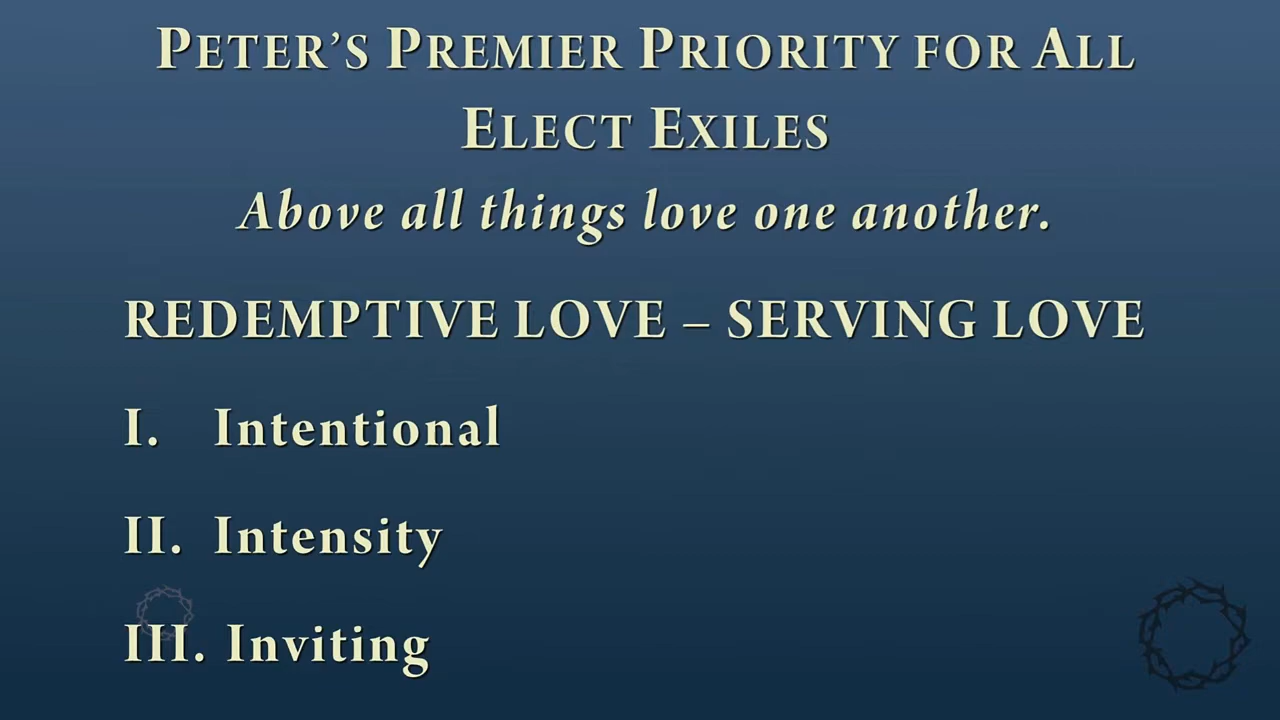 PETER’S PREMIER PRIORITY FOR ALL
ELECT EXILES
Above all things love one another.
REDEMPTIVE LOVE – SERVING LOVE
I. Intentional
II. Intensity
III. Inviting